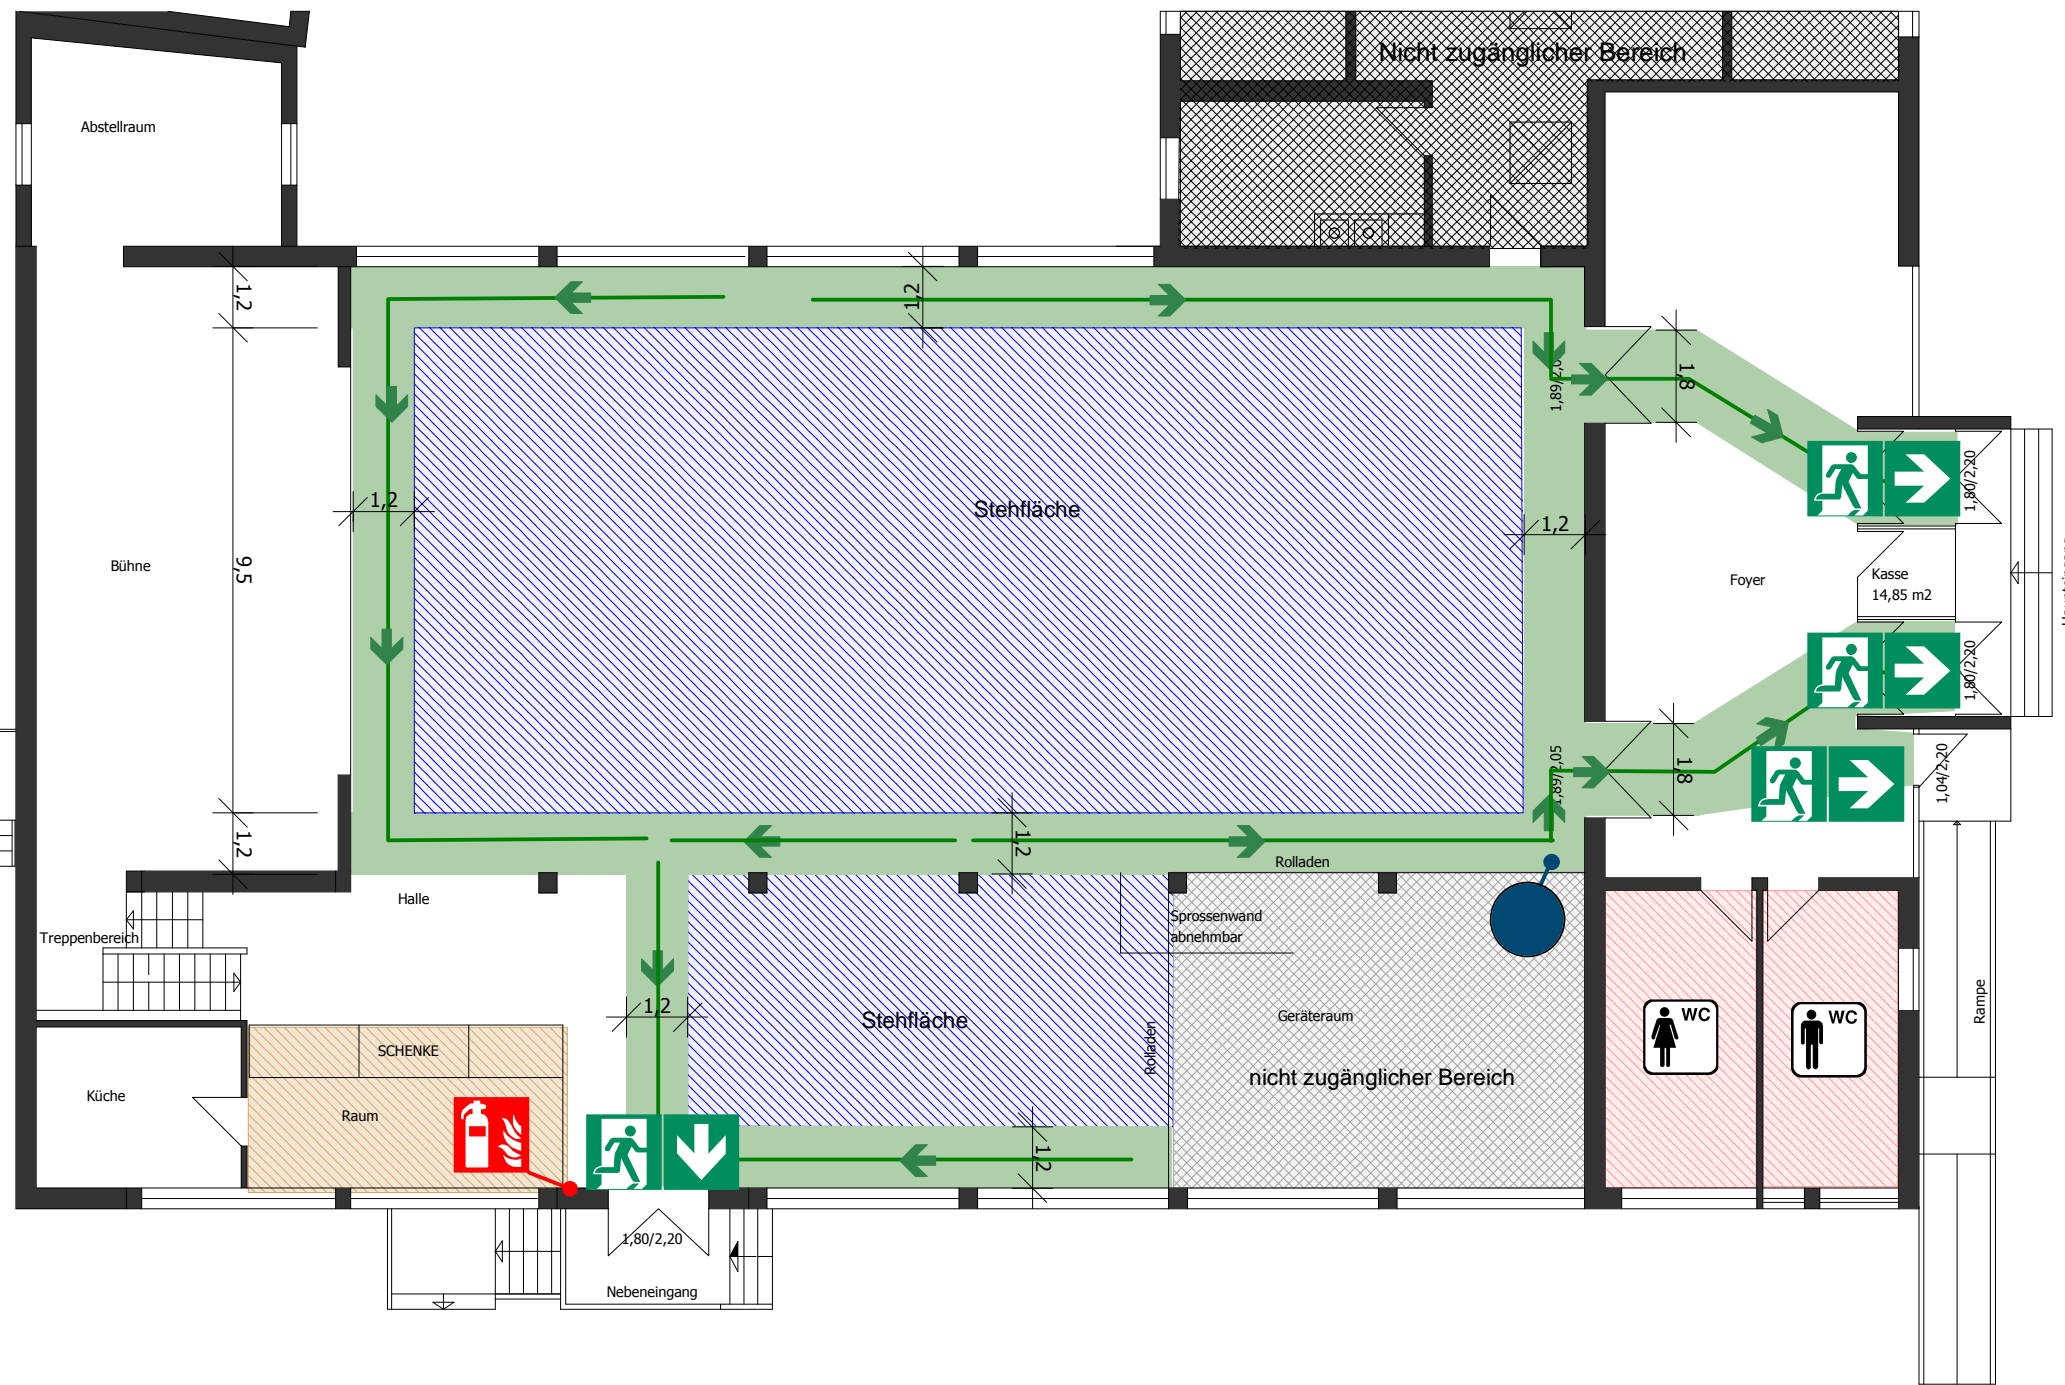 Nicht zugänglicher Bereich
Abstellraum
1,2
1,2
1,89/2,05
1,8
1,2
Stehfläche
1,2
1,80/2,20
Bühne
9,5
Foyer
Kasse
14,85 m2
Haupteingang
1,80/2,20
1,89/2,05
1,8
1,04/2,20
1,2
1,2
Rolladen
Halle
Treppenbereich
Sprossenwand
abnehmbar
1,2
Stehfläche
Geräteraum
Rampe
WC
WC
SCHENKE
Rolladen
nicht zugänglicher Bereich
Küche
Raum
1,2
1,80/2,20
Nebeneingang